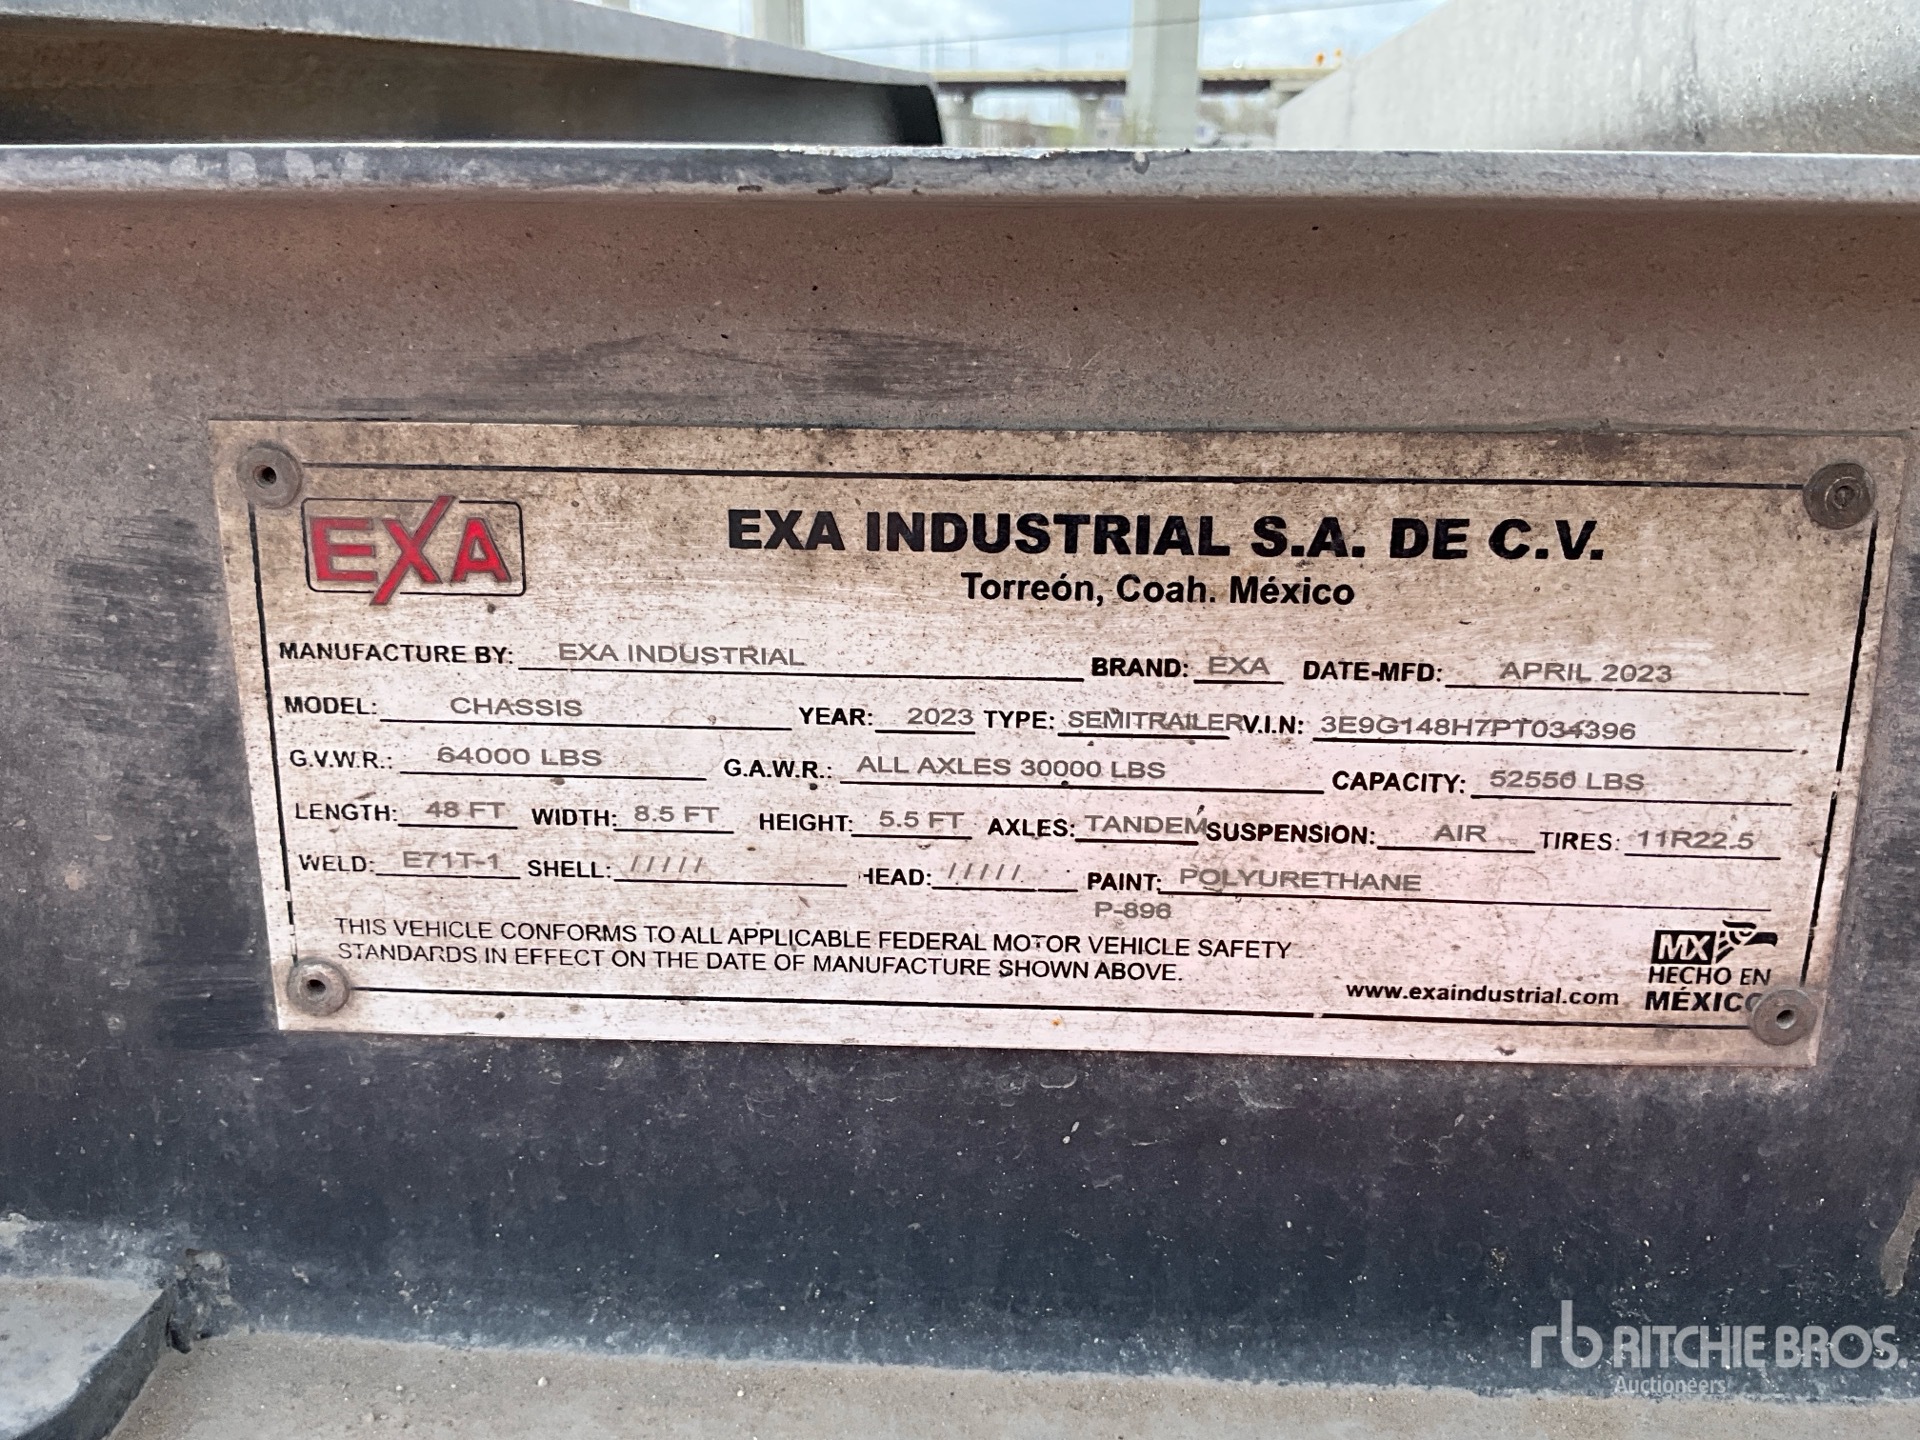 EXA
EXA INDUSTRIAL S.A. DE C.V.
Torreón, Coah. México
MANUFACTURE BY: EXA INDUSTRIAL BRAND: EXA DATE-MFD: APRIL 2023
MODEL: CHASSIS YEAR: 2023 TYPE: SEMITRAILER V.I.N: 3E9G148H7PT034396
G.V.W.R.: 64000 LBS G.A.W.R.: ALL AXLES 30000 LBS CAPACITY: 52550 LBS
LENGTH: 48 FT WIDTH: 8.5 FT HEIGHT: 5.5 FT AXLES: TANDEM SUSPENSION: AIR TIRES: 11R22.5
WELD: E71T-1 SHELL: ///// HEAD: ///// PAINT: POLYURETHANE
P-896
THIS VEHICLE CONFORMS TO ALL APPLICABLE FEDERAL MOTOR VEHICLE SAFETY
STANDARDS IN EFFECT ON THE DATE OF MANUFACTURE SHOWN ABOVE.
www.exaindustrial.com
MX
HECHO EN
MÉXICO
rb RITCHIE BROS.
Auctioneers